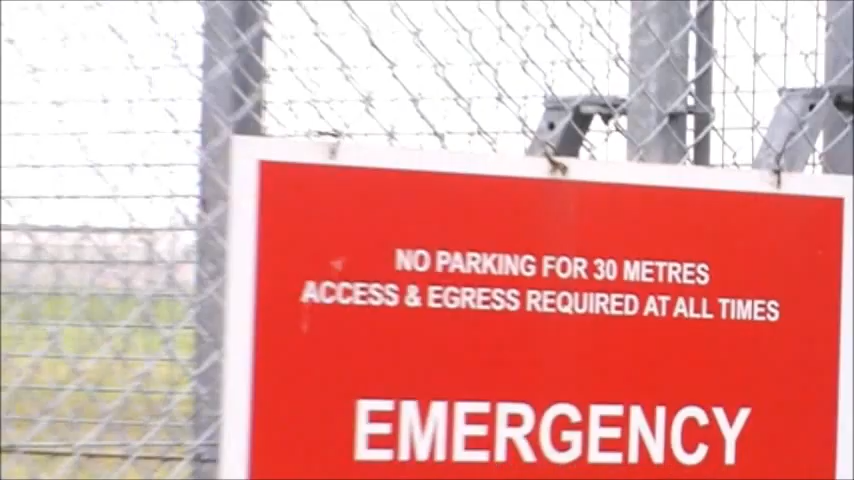 NO PARKING FOR 30 METRES
ACCESS & EGRESS REQUIRED AT ALL TIMES
EMERGENCY